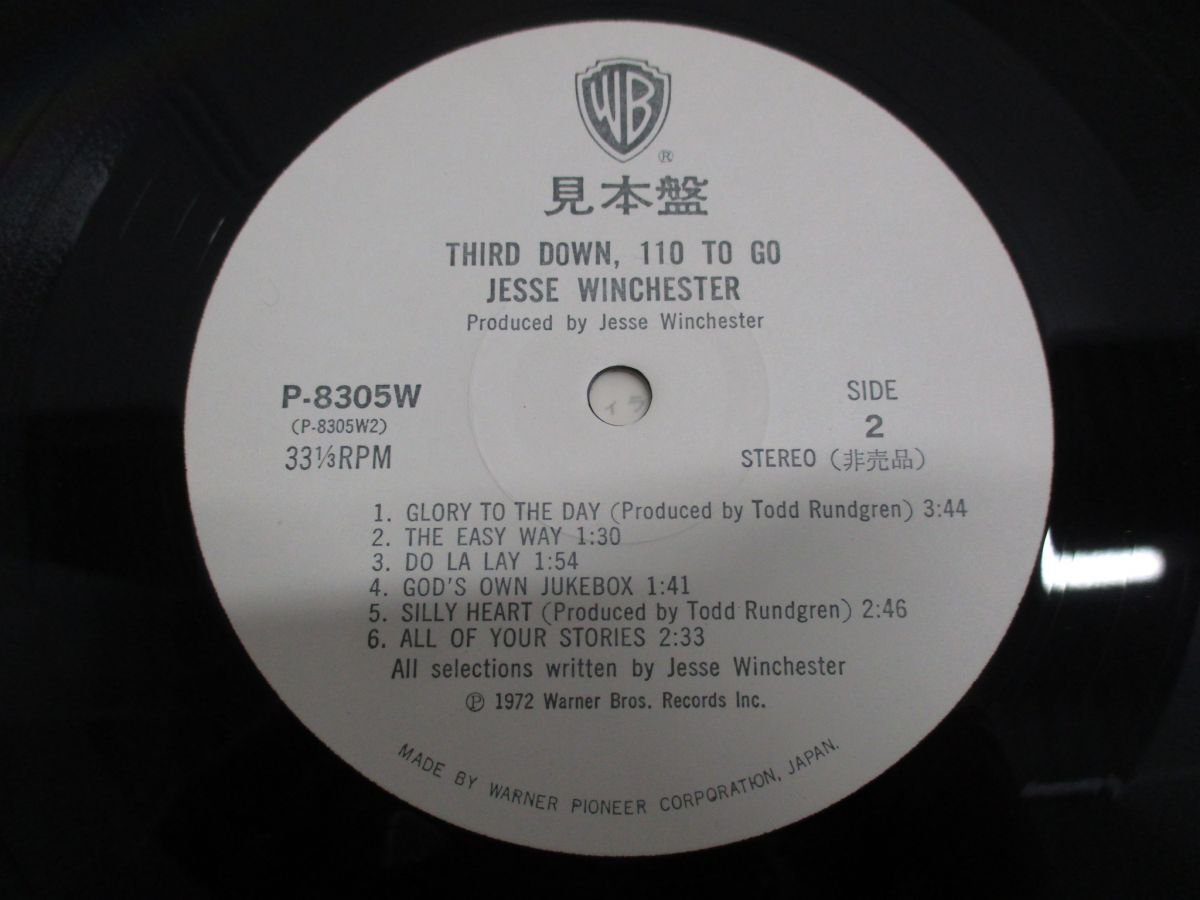 WB
®
見本盤
THIRD DOWN, 110 TO GO
JESSE WINCHESTER
Produced by Jesse Winchester
P-8305W
(P-8305W2)
33⅓RPM
SIDE
2
STEREO (非売品)
ィラ
1. GLORY TO THE DAY (Produced by Todd Rundgren) 3:44
2. THE EASY WAY 1:30
3. DO LA LAY 1:54
4. GOD'S OWN JUKEBOX 1:41
5. SILLY HEART (Produced by Todd Rundgren) 2:46
6. ALL OF YOUR STORIES 2:33
All selections written by Jesse Winchester
℗ 1972 Warner Bros. Records Inc.
MADE BY WARNER PIONEER CORPORATION, JAPAN.